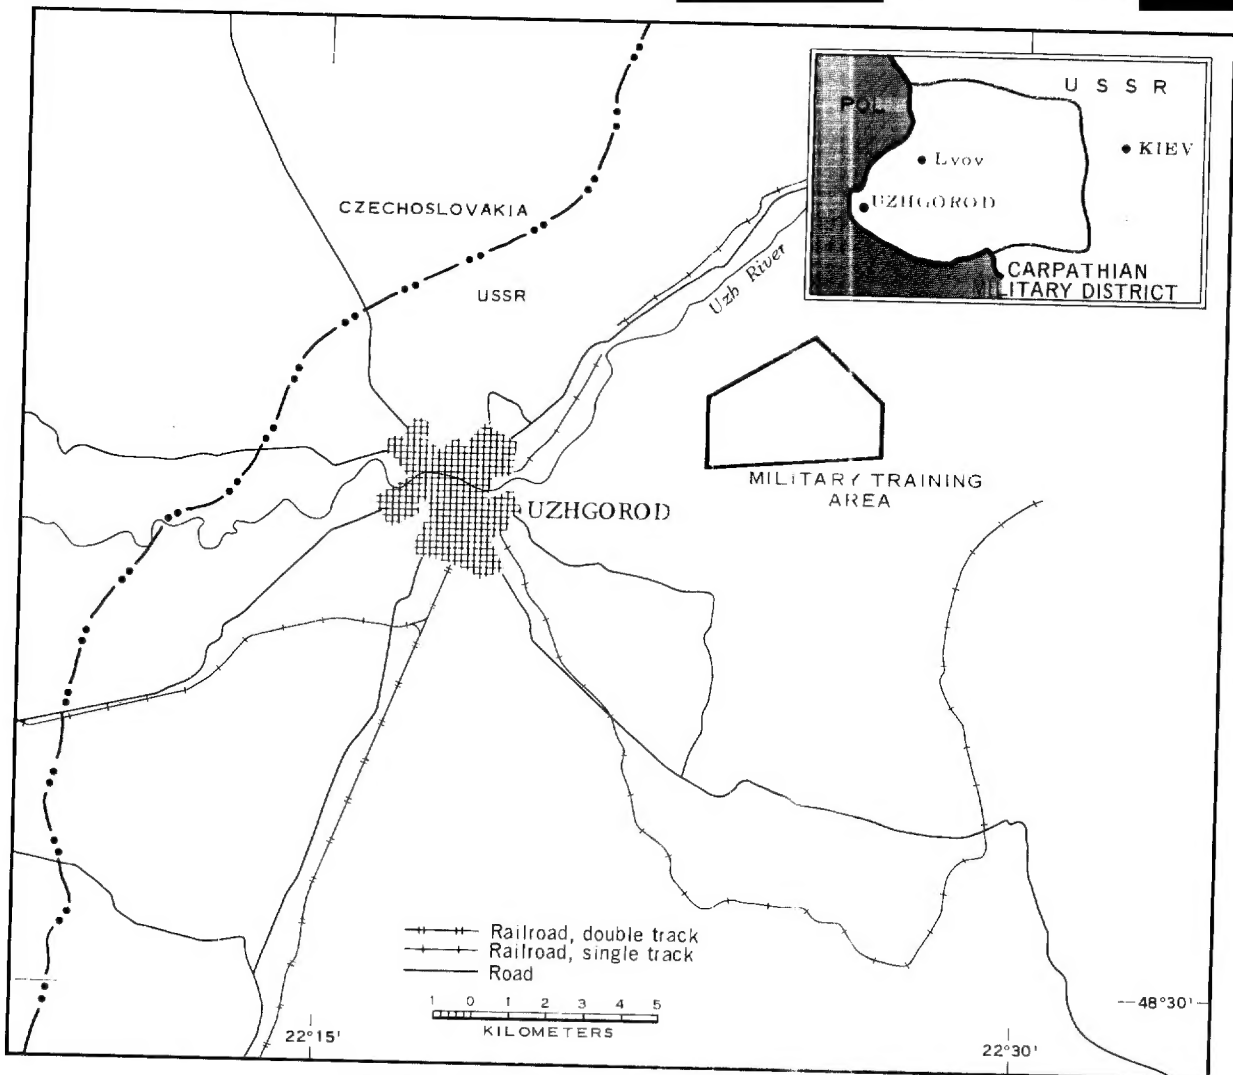 U S S R
POL
Lvov
KIEV
UZHGOROD
CARPATHIAN
MILITARY DISTRICT
CZECHOSLOVAKIA
USSR
Uzh River
MILITARY TRAINING
AREA
UZHGOROD
Railroad, double track
Railroad, single track
Road
1 0 1 2 3 4 5
KILOMETERS
48°30'
22°15'
22°30'